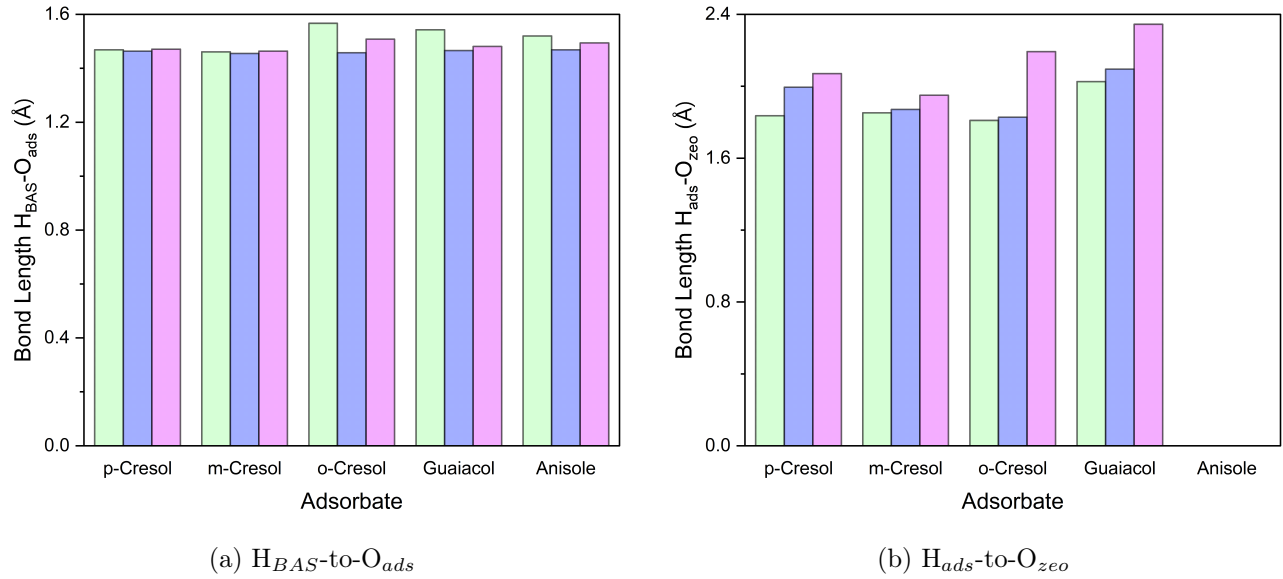 Bond Length H_BAS-O_ads (Å)
1.6
1.2
0.8
0.4
0.0
p-Cresol m-Cresol o-Cresol Guaiacol Anisole
Adsorbate
(a) H_BAS-to-O_ads
Bond Length H_ads-O_zeo (Å)
2.4
1.6
0.8
0.0
p-Cresol m-Cresol o-Cresol Guaiacol Anisole
Adsorbate
(b) H_ads-to-O_zeo